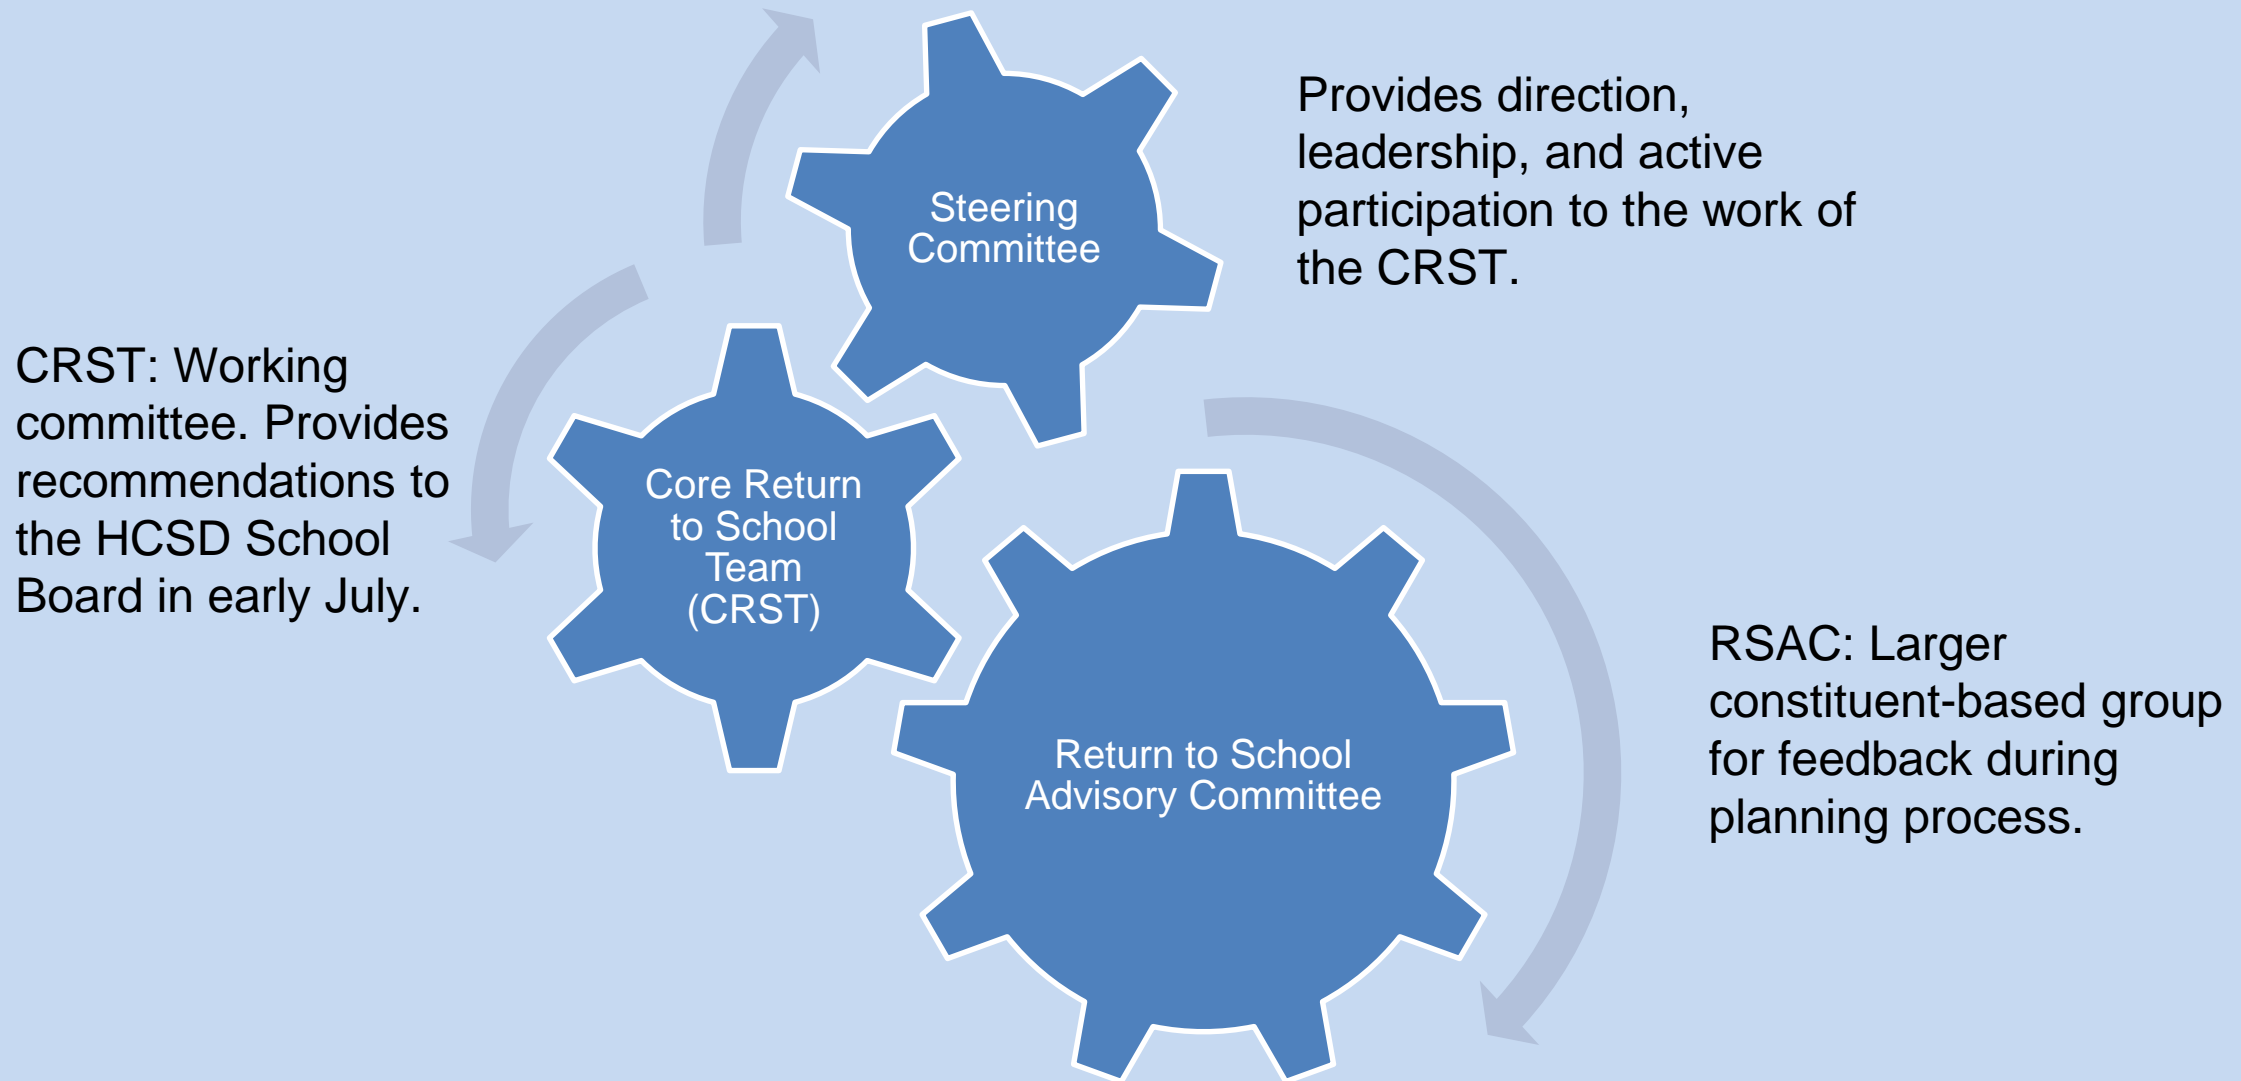 Steering
Committee
Provides direction,
leadership, and active
participation to the work of
the CRST.
CRST: Working
committee. Provides
recommendations to
the HCSD School
Board in early July.
Core Return
to School
Team
(CRST)
Return to School
Advisory Committee
RSAC: Larger
constituent-based group
for feedback during
planning process.